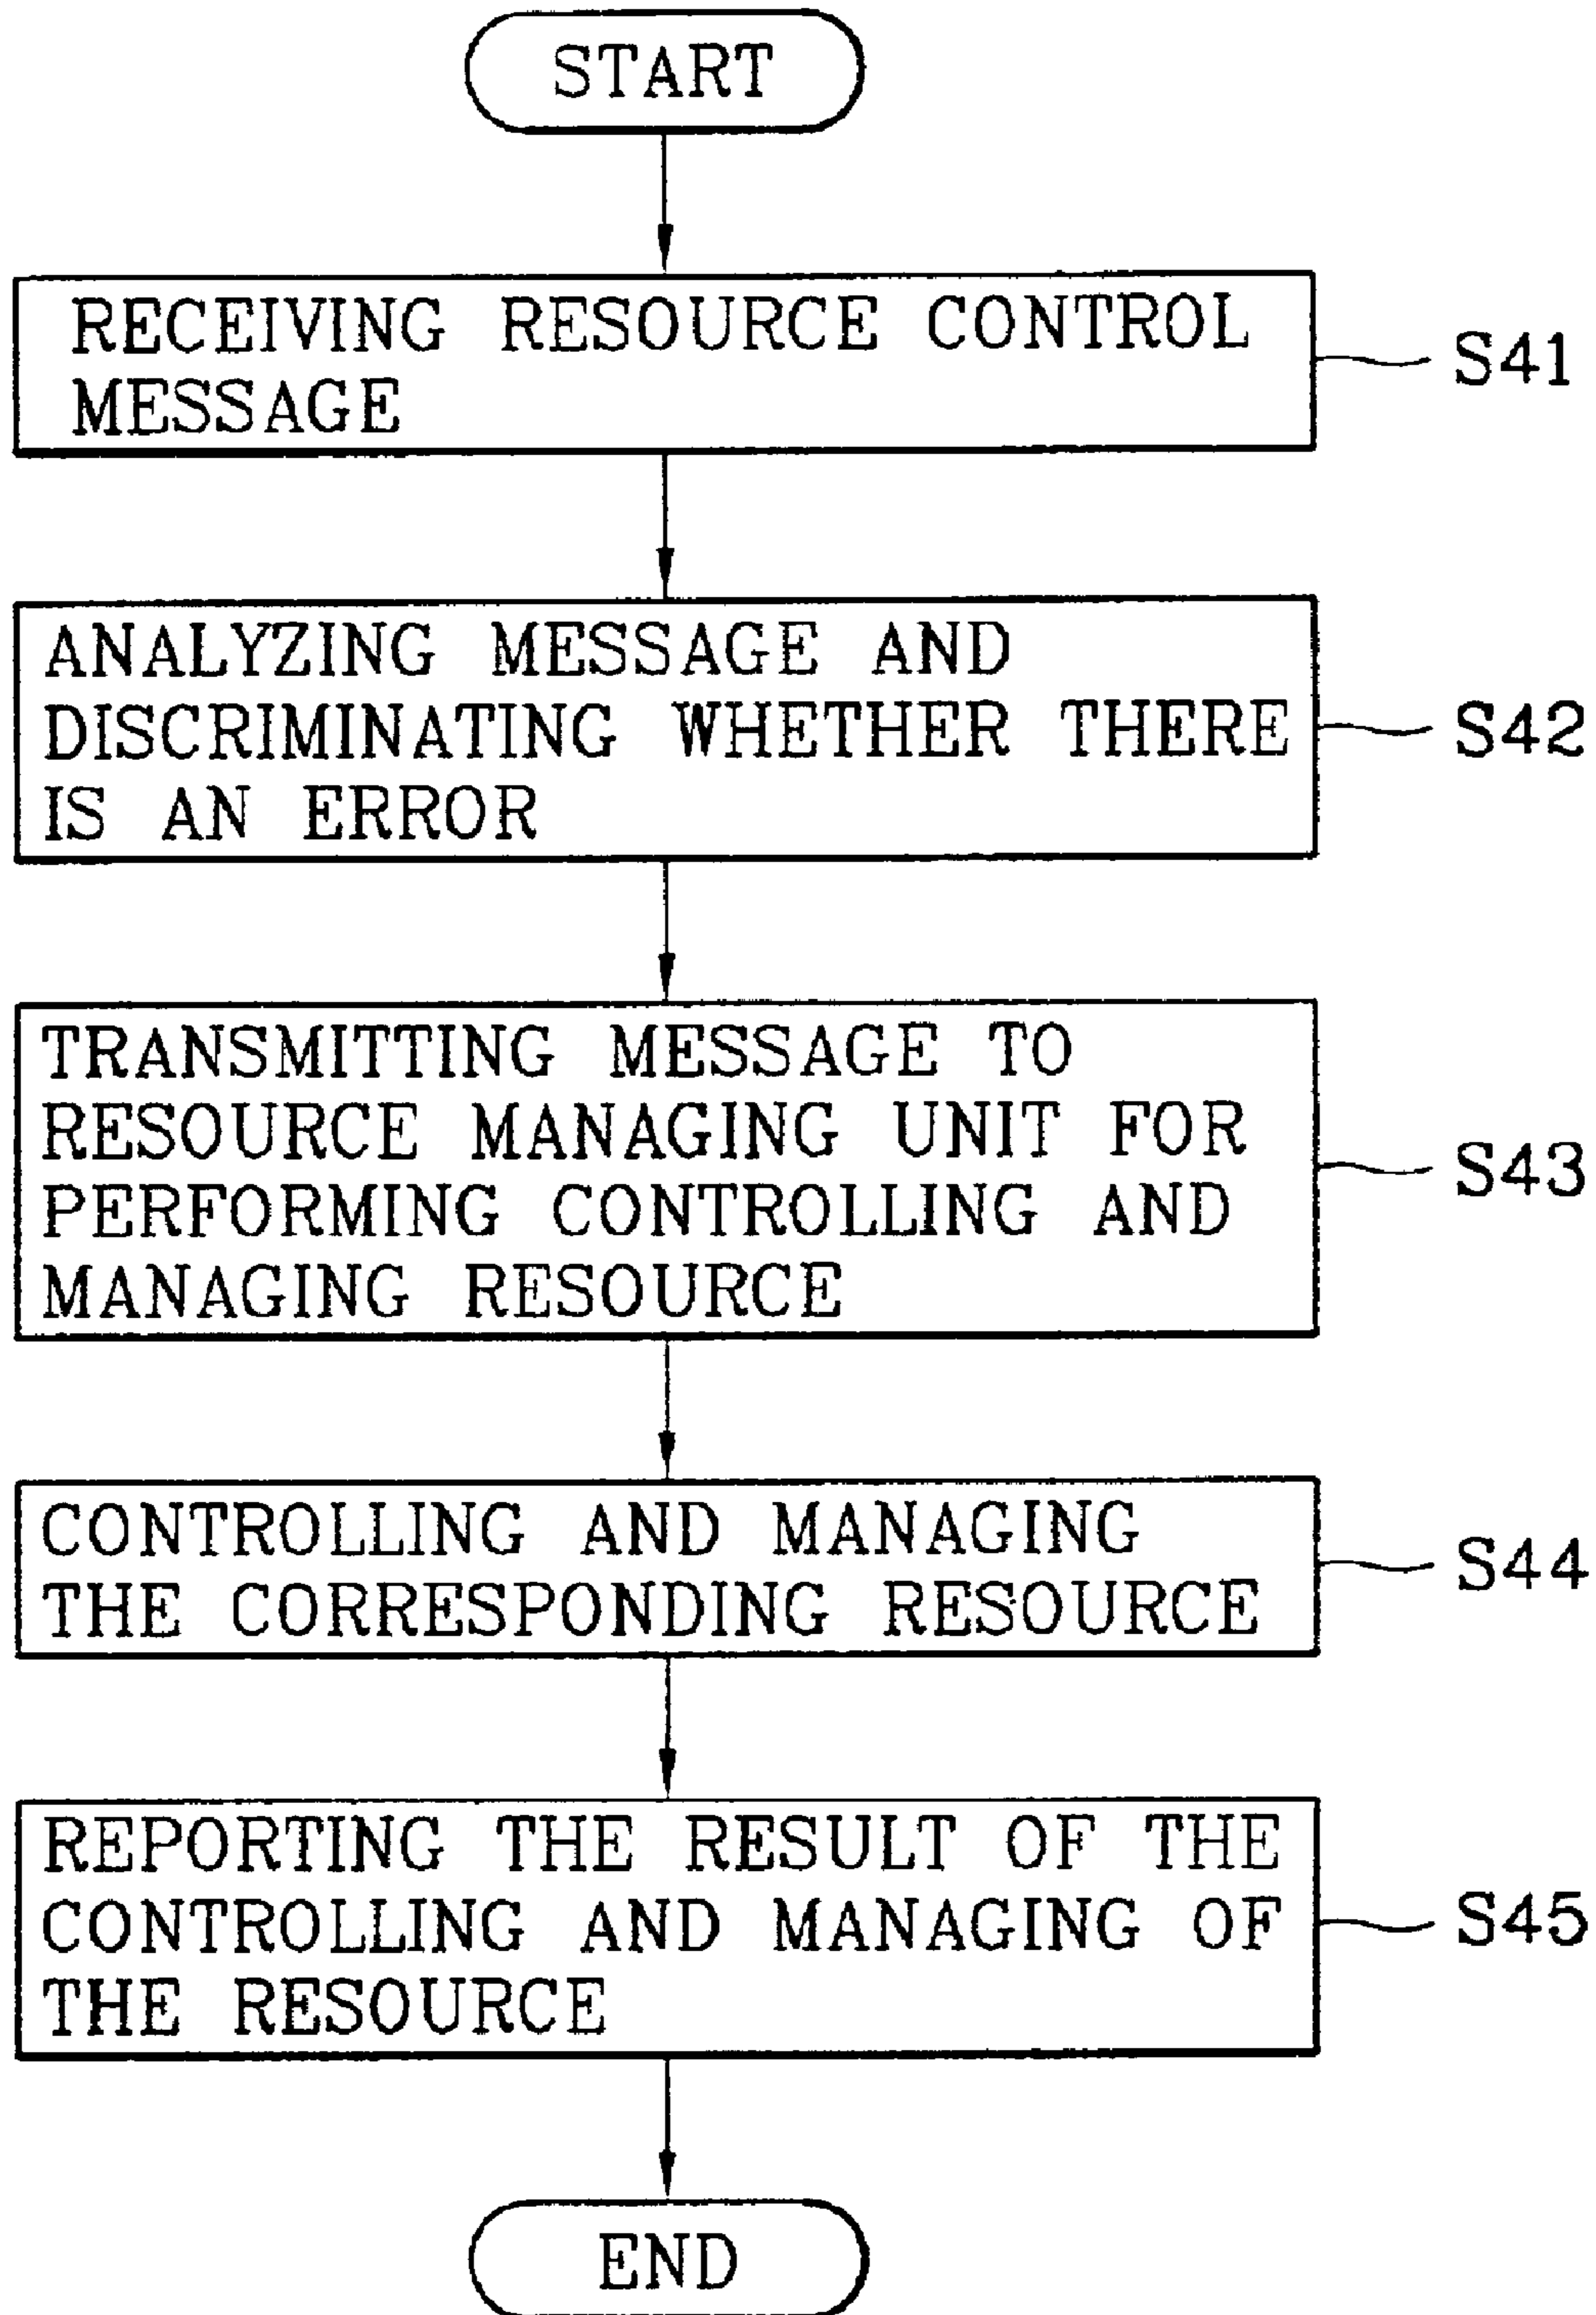 START
RECEIVING RESOURCE CONTROL
MESSAGE
S41
ANALYZING MESSAGE AND
DISCRIMINATING WHETHER THERE
IS AN ERROR
S42
TRANSMITTING MESSAGE TO
RESOURCE MANAGING UNIT FOR
PERFORMING CONTROLLING AND
MANAGING RESOURCE
S43
CONTROLLING AND MANAGING
THE CORRESPONDING RESOURCE
S44
REPORTING THE RESULT OF THE
CONTROLLING AND MANAGING OF
THE RESOURCE
S45
END